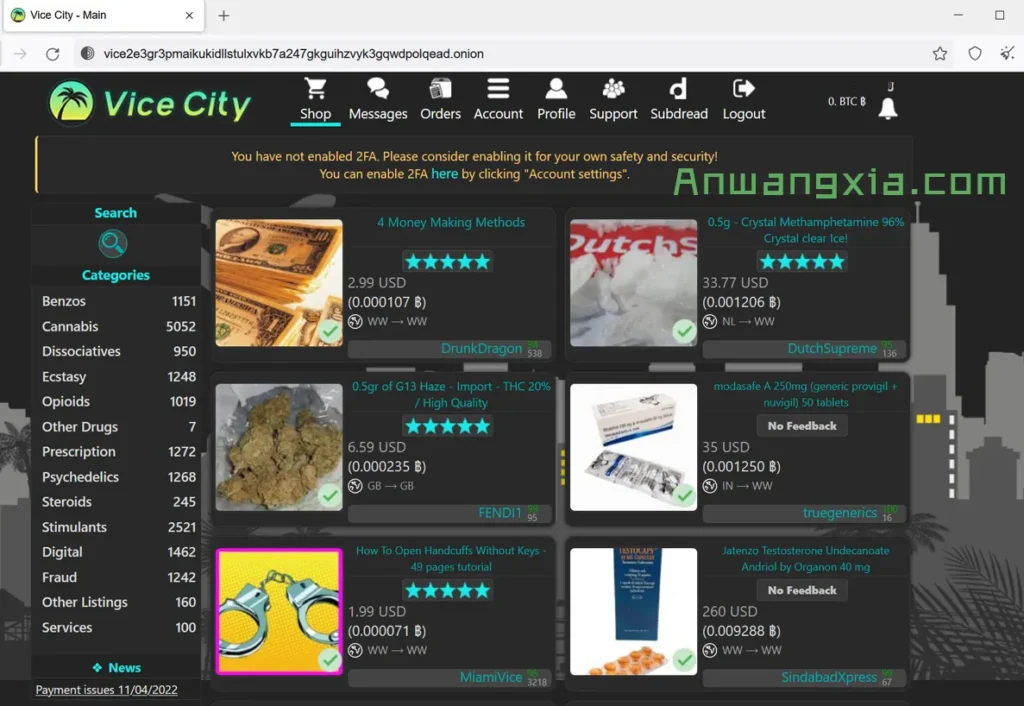 Vice City - Main
vice2e3gr3pmaikukidllstulxvkb7a247gkguihzvyk3gqwdpolqead.onion
Vice City
Shop
Messages
Orders
Account
Profile
Support
Subdread
Logout
0. BTC ฿
You have not enabled 2FA. Please consider enabling it for your own safety and security!
You can enable 2FA here by clicking "Account settings".
Anwangxia.com
Search
Categories
Benzos 1151
Cannabis 5052
Dissociatives 950
Ecstasy 1248
Opioids 1019
Other Drugs 7
Prescription 1272
Psychedelics 1268
Steroids 245
Stimulants 2521
Digital 1462
Fraud 1242
Other Listings 160
Services 100
News
Payment issues 11/04/2022
4 Money Making Methods
2.99 USD
(0.000107 ฿)
WW → WW
DrunkDragon 538
DutchS
0.5g - Crystal Methamphetamine 96%
Crystal clear Ice!
33.77 USD
(0.001206 ฿)
NL → WW
DutchSupreme 136
0.5gr of G13 Haze - Import - THC 20%
/ High Quality
6.59 USD
(0.000235 ฿)
GB → GB
FENDI1 99
95
modasafe A 250mg (generic provigil +
nuvigil) 50 tablets
No Feedback
35 USD
(0.001250 ฿)
IN → WW
truegenerics 100
16
How To Open Handcuffs Without Keys -
49 pages tutorial
1.99 USD
(0.000071 ฿)
WW → WW
MiamiVice 3218
Jatenzo Testosterone Undecanoate
Andriol by Organon 40 mg
No Feedback
260 USD
(0.009288 ฿)
WW → WW
SindabadXpress 67